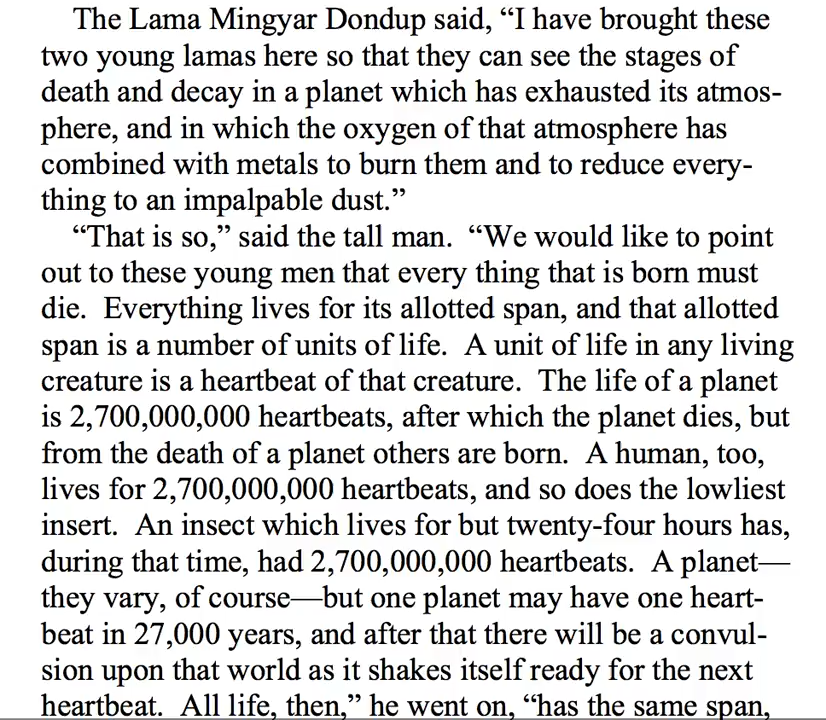 The Lama Mingyar Dondup said, “I have brought these
two young lamas here so that they can see the stages of
death and decay in a planet which has exhausted its atmos-
phere, and in which the oxygen of that atmosphere has
combined with metals to burn them and to reduce every-
thing to an impalpable dust.”
“That is so,” said the tall man.  “We would like to point
out to these young men that every thing that is born must
die.  Everything lives for its allotted span, and that allotted
span is a number of units of life.  A unit of life in any living
creature is a heartbeat of that creature.  The life of a planet
is 2,700,000,000 heartbeats, after which the planet dies, but
from the death of a planet others are born.  A human, too,
lives for 2,700,000,000 heartbeats, and so does the lowliest
insert.  An insect which lives for but twenty-four hours has,
during that time, had 2,700,000,000 heartbeats.  A planet—
they vary, of course—but one planet may have one heart-
beat in 27,000 years, and after that there will be a convul-
sion upon that world as it shakes itself ready for the next
heartbeat.  All life, then,” he went on, “has the same span,